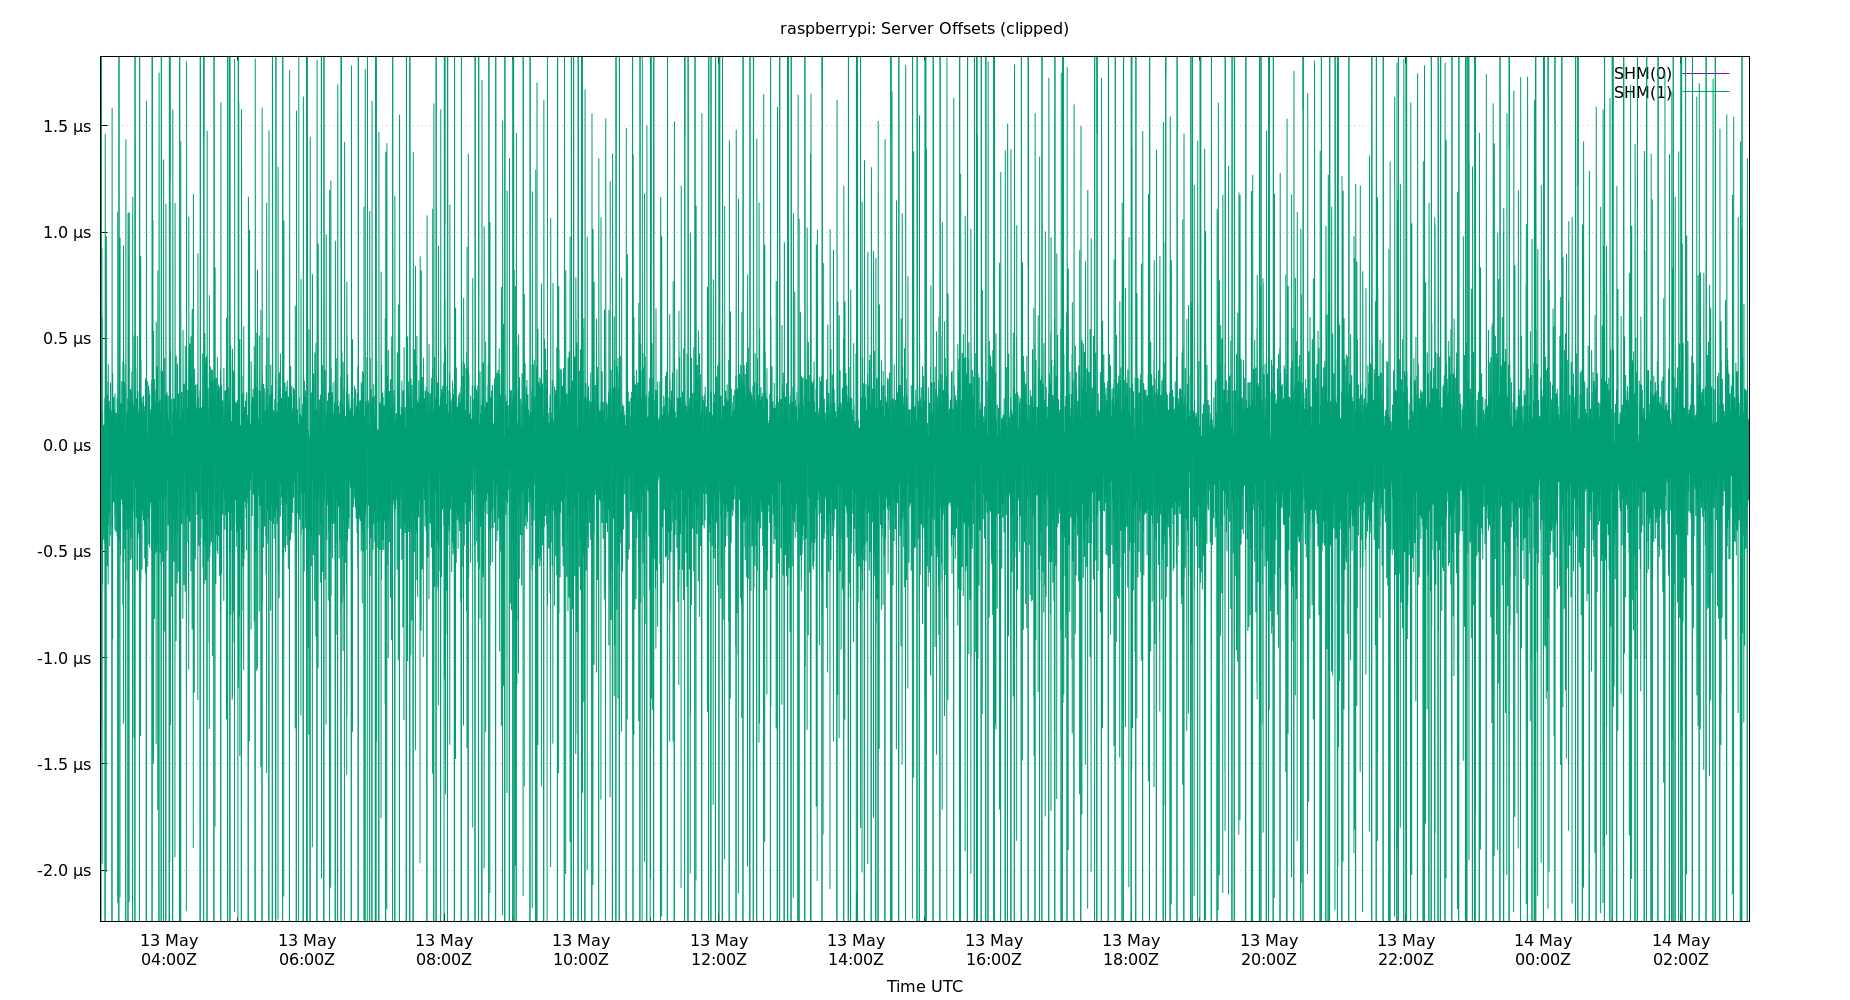 raspberrypi: Server Offsets (clipped)
SHM(0)
SHM(1)
1.5 µs
1.0 µs
0.5 µs
0.0 µs
-0.5 µs
-1.0 µs
-1.5 µs
-2.0 µs
13 May 13 May 13 May 13 May 13 May 13 May 13 May 13 May 13 May 13 May 14 May 14 May
04:00Z 06:00Z 08:00Z 10:00Z 12:00Z 14:00Z 16:00Z 18:00Z 20:00Z 22:00Z 00:00Z 02:00Z
Time UTC